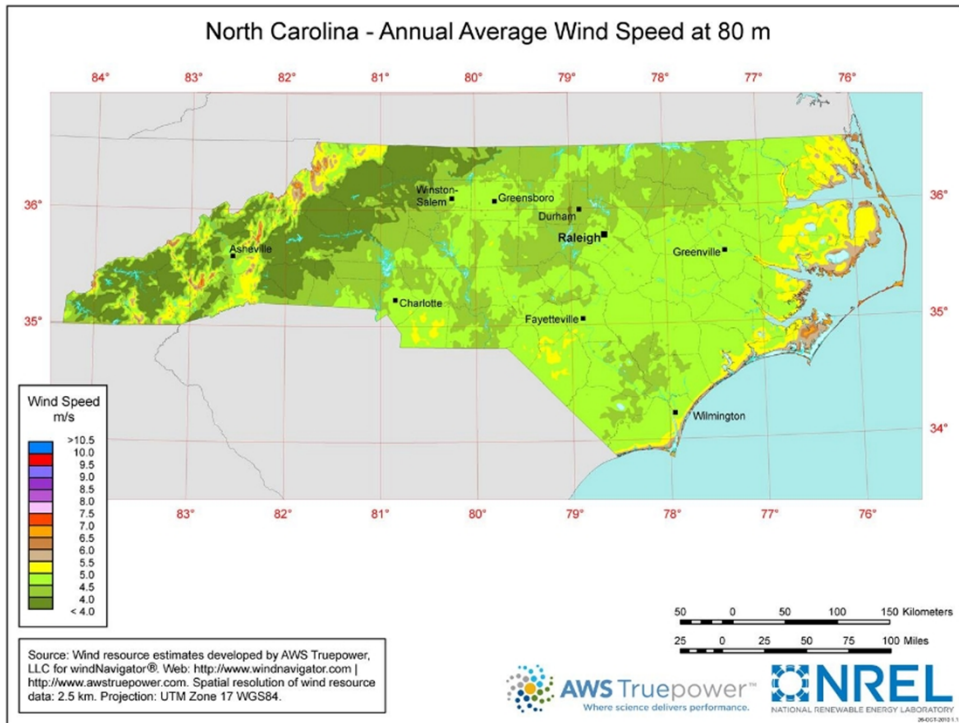 North Carolina - Annual Average Wind Speed at 80 m
84° 83° 82° 81° 80° 79° 78° 77° 76°
36° 36°
35° 35°
34°
Winston-
Salem
Greensboro
Durham
Raleigh
Greenville
Asheville
Charlotte
Fayetteville
Wilmington
83° 82° 81° 80° 79° 78° 77° 76°
Wind Speed
m/s
>10.5
10.0
9.5
9.0
8.5
8.0
7.5
7.0
6.5
6.0
5.5
5.0
4.5
4.0
< 4.0
50 0 50 100 150 Kilometers
25 0 25 50 75 100 Miles
Source: Wind resource estimates developed by AWS Truepower,
LLC for windNavigator®. Web: http://www.windnavigator.com |
http://www.awstruepower.com. Spatial resolution of wind resource
data: 2.5 km. Projection: UTM Zone 17 WGS84.
AWS Truepower™
Where science delivers performance.
NREL
NATIONAL RENEWABLE ENERGY LABORATORY